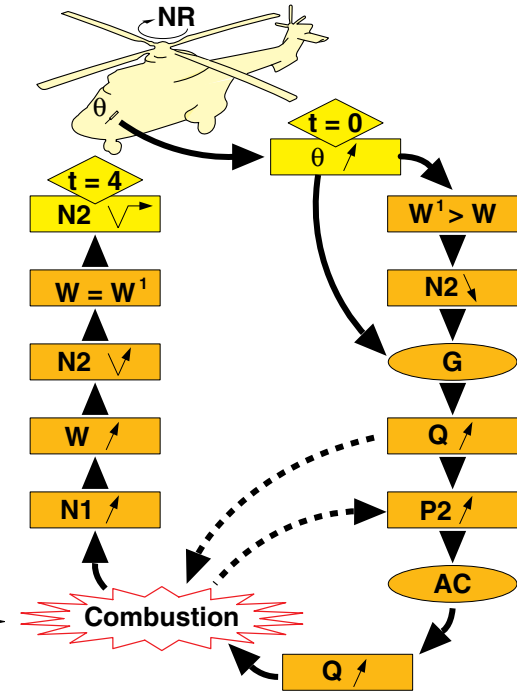 NR
θ
t = 0
θ
W¹ > W
N2
G
Q
P2
AC
Q
Combustion
N1
W
N2
W = W¹
N2
t = 4